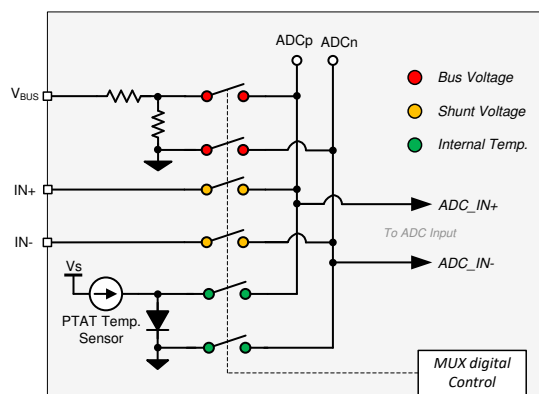 ADCp ADCn
VBUS
Bus Voltage
Shunt Voltage
Internal Temp.
IN+
ADC_IN+
To ADC Input
IN-
ADC_IN-
Vs
PTAT Temp.
Sensor
MUX digital
Control